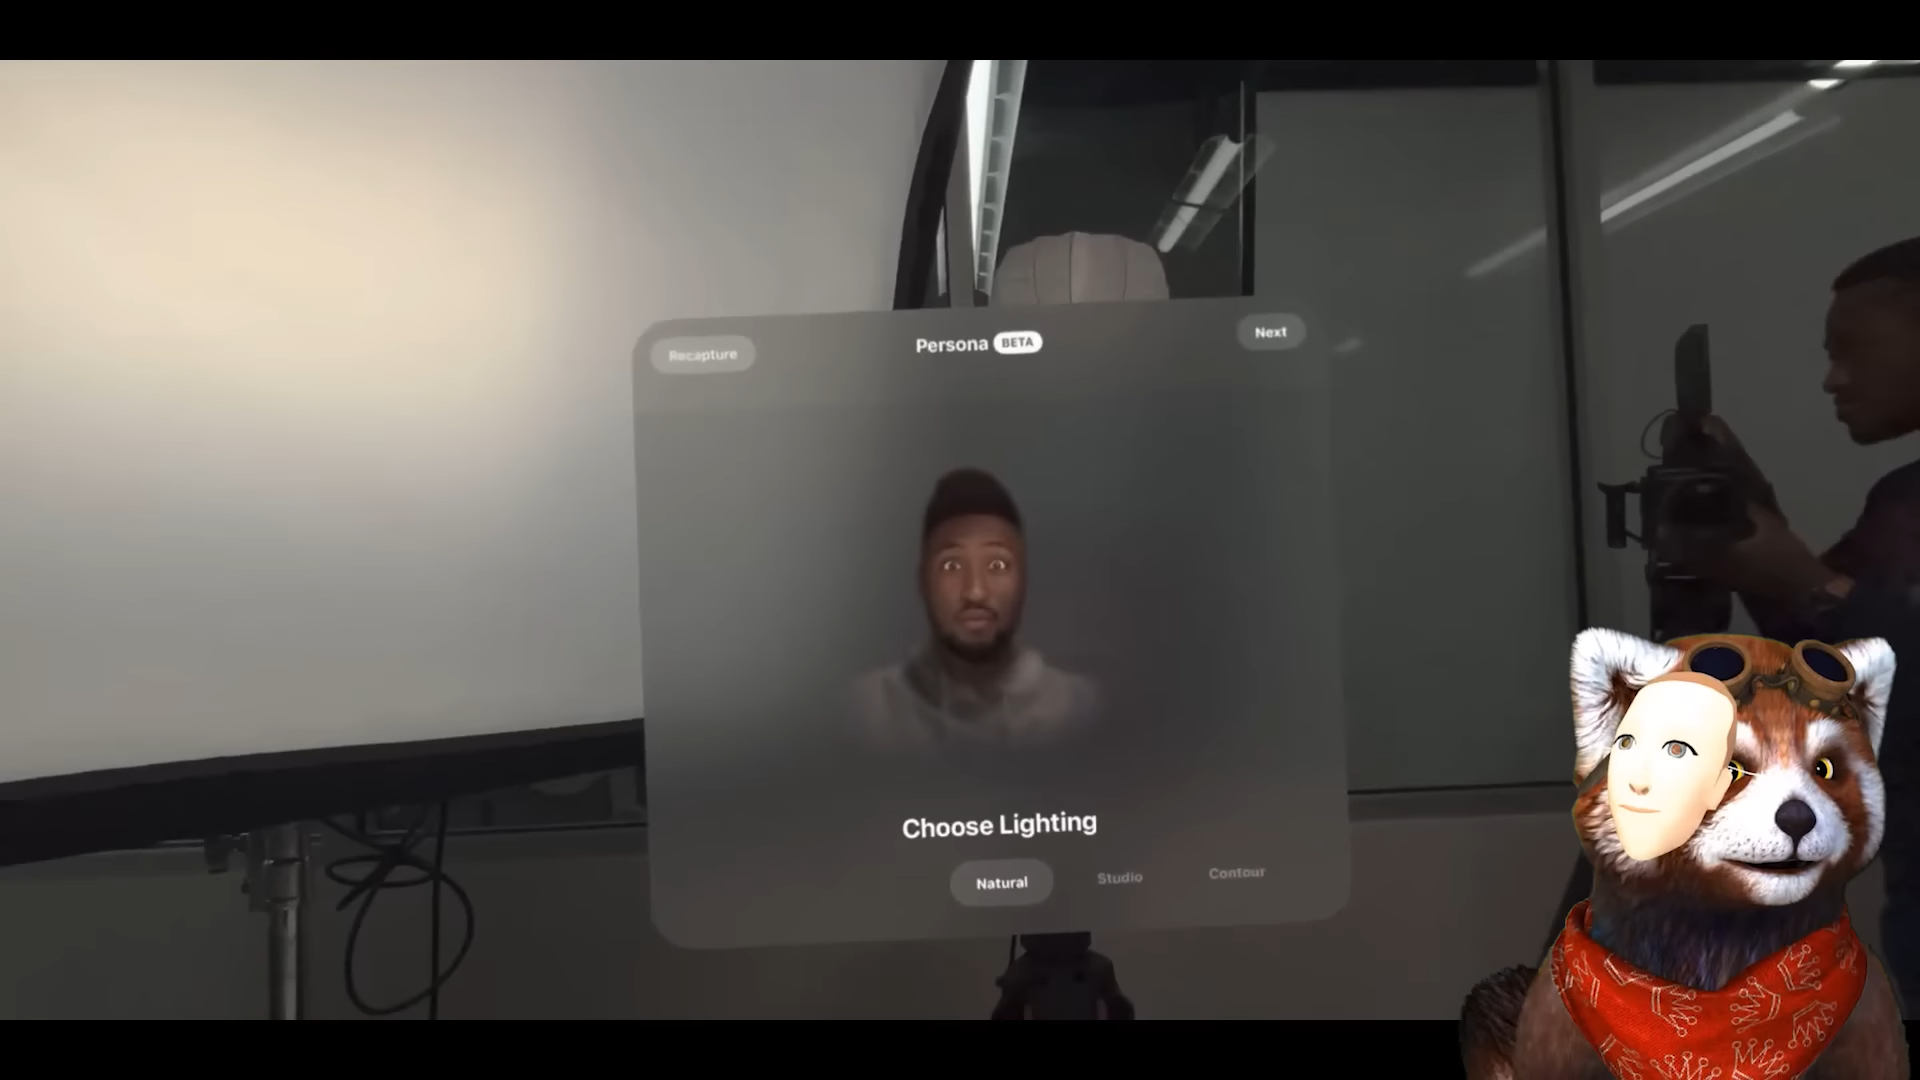 Recapture
Persona BETA
Next
Choose Lighting
Natural
Studio
Contour